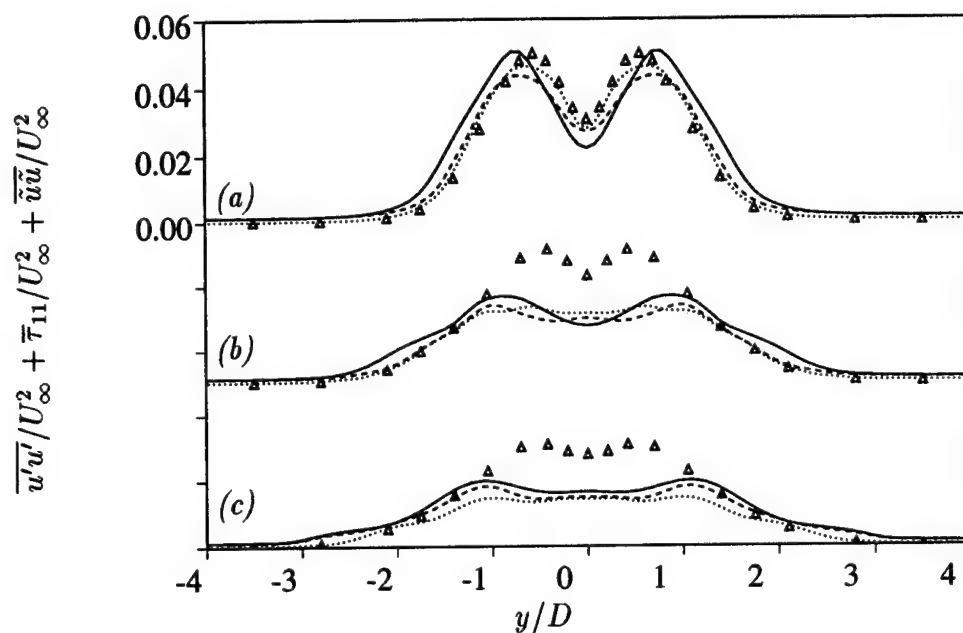 0.06
0.04
0.02
0.00
(a)
(b)
(c)
-4 -3 -2 -1 0 1 2 3 4
y/D
$\overline{u'u'}/U_\infty^2 + \overline{\tau}_{11}/U_\infty^2 + \overline{\tilde{u}\tilde{u}}/U_\infty^2$